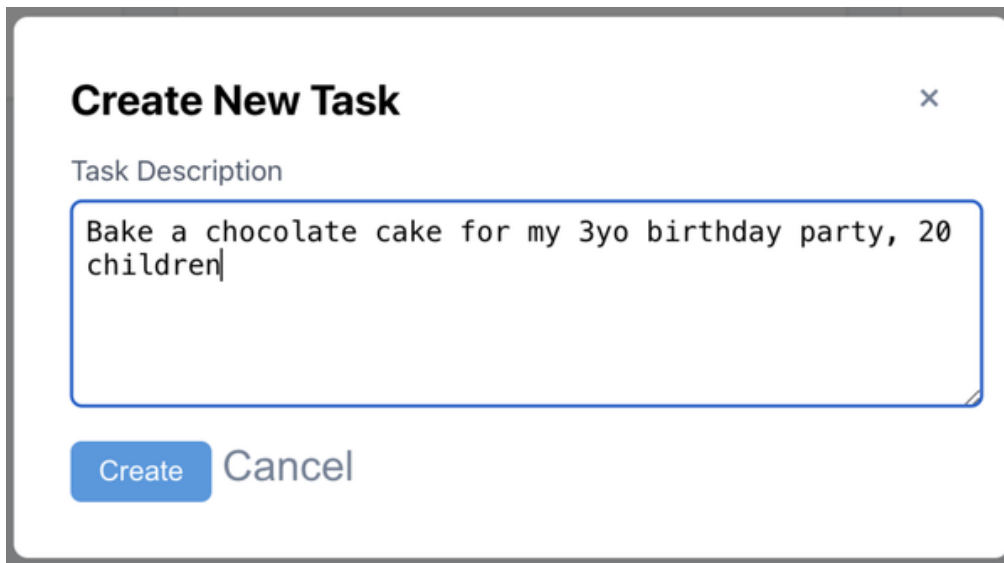 Create New Task
×
Task Description
Bake a chocolate cake for my 3yo birthday party, 20
children
Create Cancel